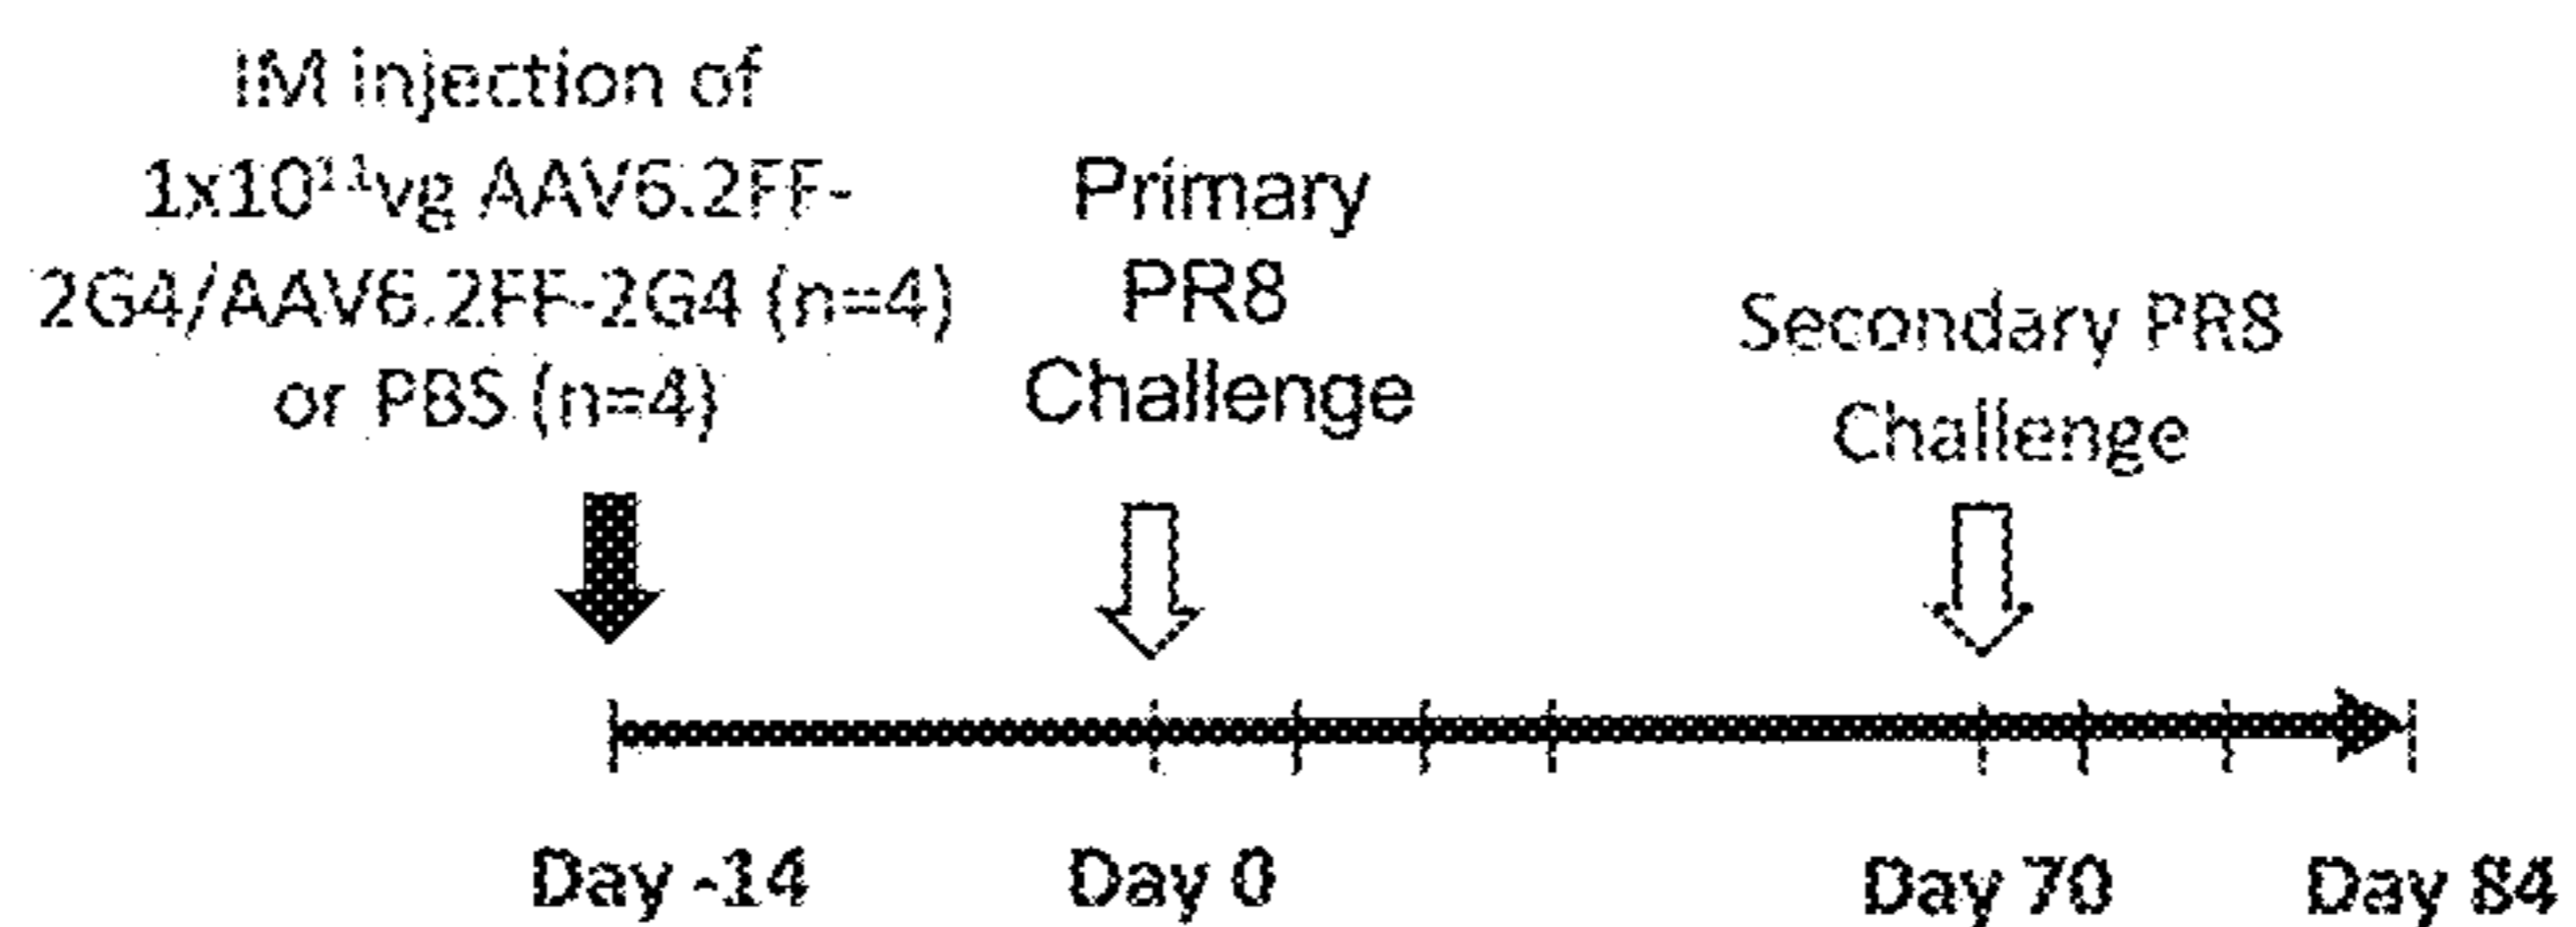 IM injection of
1x10¹¹vg AAV6.2FF-
2G4/AAV6.2FF-2G4 (n=4)
or PBS (n=4)
Primary
PR8
Challenge
Secondary PR8
Challenge
Day -14
Day 0
Day 70
Day 84